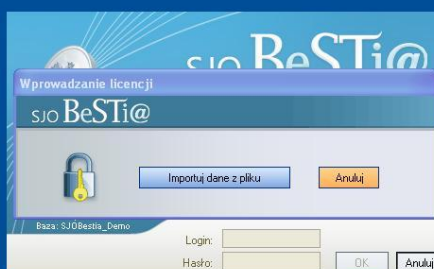 SJO BeSTi@
Wprowadzanie licencji
SJO BeSTi@
Importuj dane z pliku
Anuluj
Baza: SJOBestia_Demo
Login:
Hasło:
OK
Anuluj